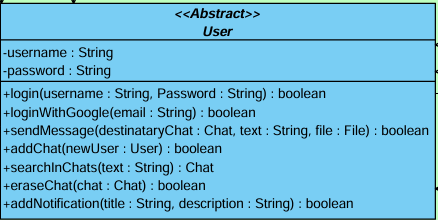 <<Abstract>>
User
-username : String
-password : String
+login(username : String, Password : String) : boolean
+loginWithGoogle(email : String) : boolean
+sendMessage(destinataryChat : Chat, text : String, file : File) : boolean
+addChat(newUser : User) : boolean
+searchInChats(text : String) : Chat
+eraseChat(chat : Chat) : boolean
+addNotification(title : String, description : String) : boolean